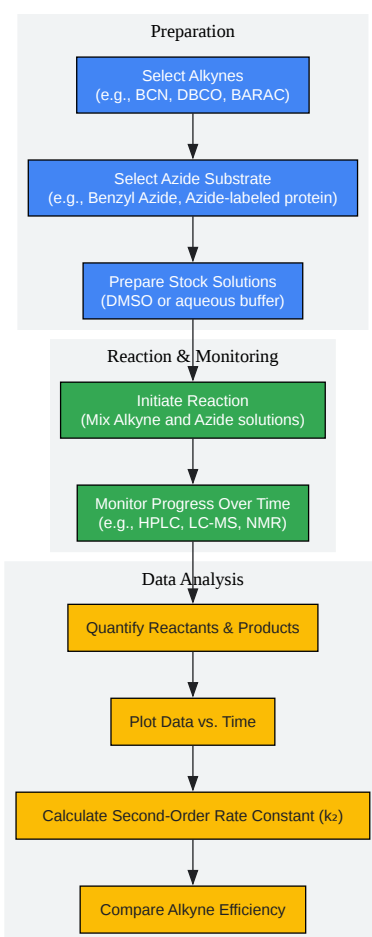 Preparation
Select Alkynes
(e.g., BCN, DBCO, BARAC)
Select Azide Substrate
(e.g., Benzyl Azide, Azide-labeled protein)
Prepare Stock Solutions
(DMSO or aqueous buffer)
Reaction & Monitoring
Initiate Reaction
(Mix Alkyne and Azide solutions)
Monitor Progress Over Time
(e.g., HPLC, LC-MS, NMR)
Data Analysis
Quantify Reactants & Products
Plot Data vs. Time
Calculate Second-Order Rate Constant (k₂)
Compare Alkyne Efficiency